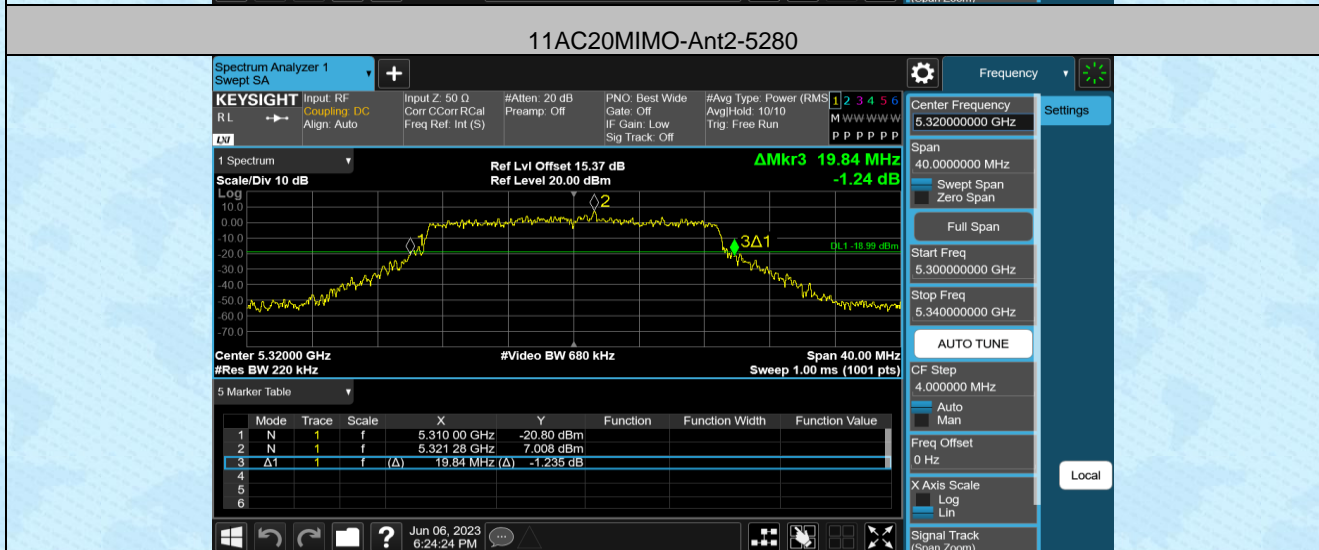 (Span Zoom)
11AC20MIMO-Ant2-5280
Spectrum Analyzer 1
Swept SA
Frequency
KEYSIGHT Input: RF Input Z: 50 Ω #Atten: 20 dB PNO: Best Wide #Avg Type: Power (RMS 1 2 3 4 5 6
R L Coupling: DC Corr CCorr RCal Preamp: Off Gate: Off Avg|Hold: 10/10 M W W W W W
Align: Auto Freq Ref: Int (S) IF Gain: Low Trig: Free Run
LXI Sig Track: Off P P P P P P
1 Spectrum
Ref Lvl Offset 15.37 dB
ΔMkr3 19.84 MHz
Scale/Div 10 dB
Ref Level 20.00 dBm
-1.24 dB
Log
10.0
0.00
-10.0
-20.0
-30.0
-40.0
-50.0
-60.0
-70.0
1
2
3Δ1
DL1 -18.99 dBm
Center 5.32000 GHz #Video BW 680 kHz Span 40.00 MHz
#Res BW 220 kHz Sweep 1.00 ms (1001 pts)
5 Marker Table
Mode Trace Scale X Y Function Function Width Function Value
1 N 1 f 5.310 00 GHz -20.80 dBm
2 N 1 f 5.321 28 GHz 7.008 dBm
3 Δ1 1 f (Δ) 19.84 MHz (Δ) -1.235 dB
4
5
6
Jun 06, 2023
6:24:24 PM
Center Frequency
5.320000000 GHz
Settings
Span
40.0000000 MHz
Swept Span
Zero Span
Full Span
Start Freq
5.300000000 GHz
Stop Freq
5.340000000 GHz
AUTO TUNE
CF Step
4.000000 MHz
Auto
Man
Freq Offset
0 Hz
Local
X Axis Scale
Log
Lin
Signal Track
(Span Zoom)